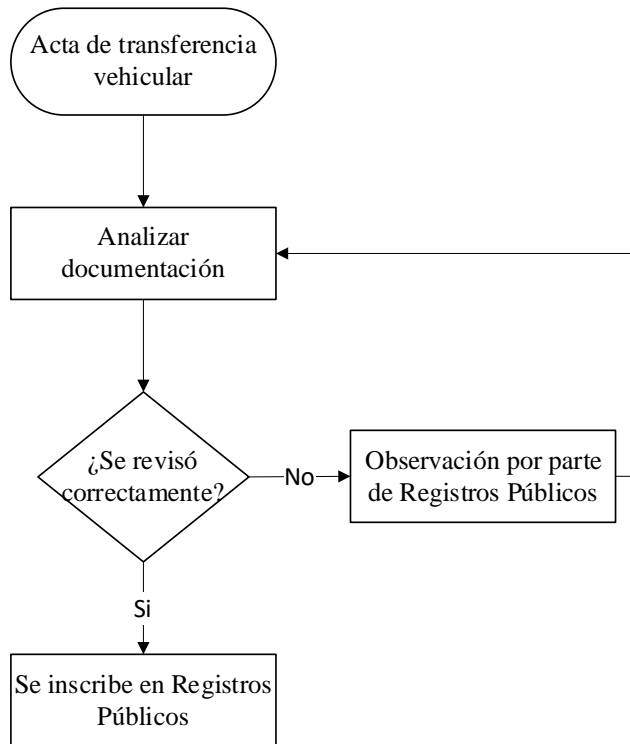 Acta de transferencia
vehicular
Analizar
documentación
¿Se revisó
correctamente?
No
Observación por parte
de Registros Públicos
Si
Se inscribe en Registros
Públicos